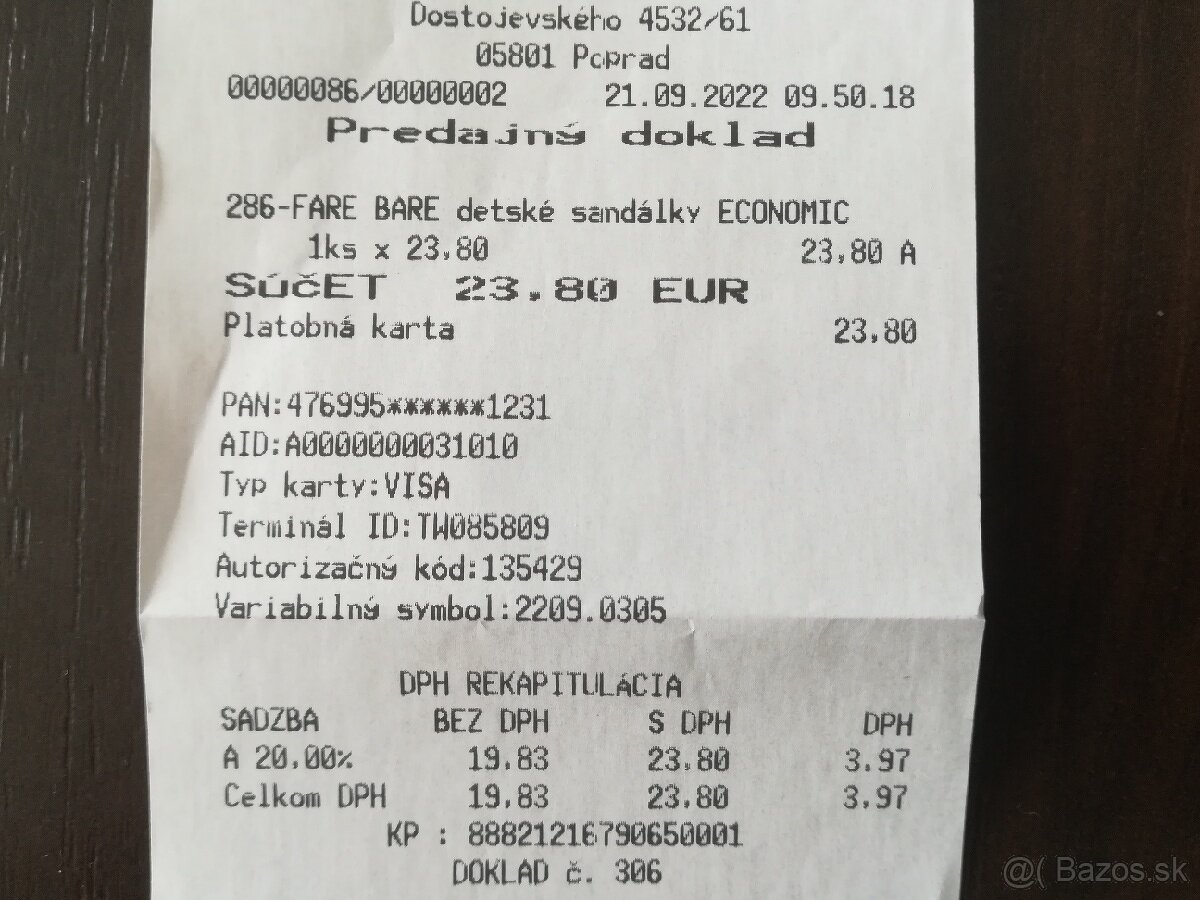 Dostojevského 4532/61
05801 Poprad
00000086/00000002 21.09.2022 09.50.18
Predajný doklad
286-FARE BARE detské sandálky ECONOMIC
1ks x 23,80 23,80 A
SúčET 23.80 EUR
Platobná karta 23,80
PAN:476995******1231
AID:A0000000031010
Typ karty:VISA
Terminál ID:TW085809
Autorizačný kód:135429
Variabilný symbol:2209.0305
DPH REKAPITULáCIA
SADZBA BEZ DPH S DPH DPH
A 20,00% 19,83 23,80 3.97
Celkom DPH 19,83 23,80 3,97
KP : 88821216790650001
DOKLAD č. 306
@( Bazos.sk